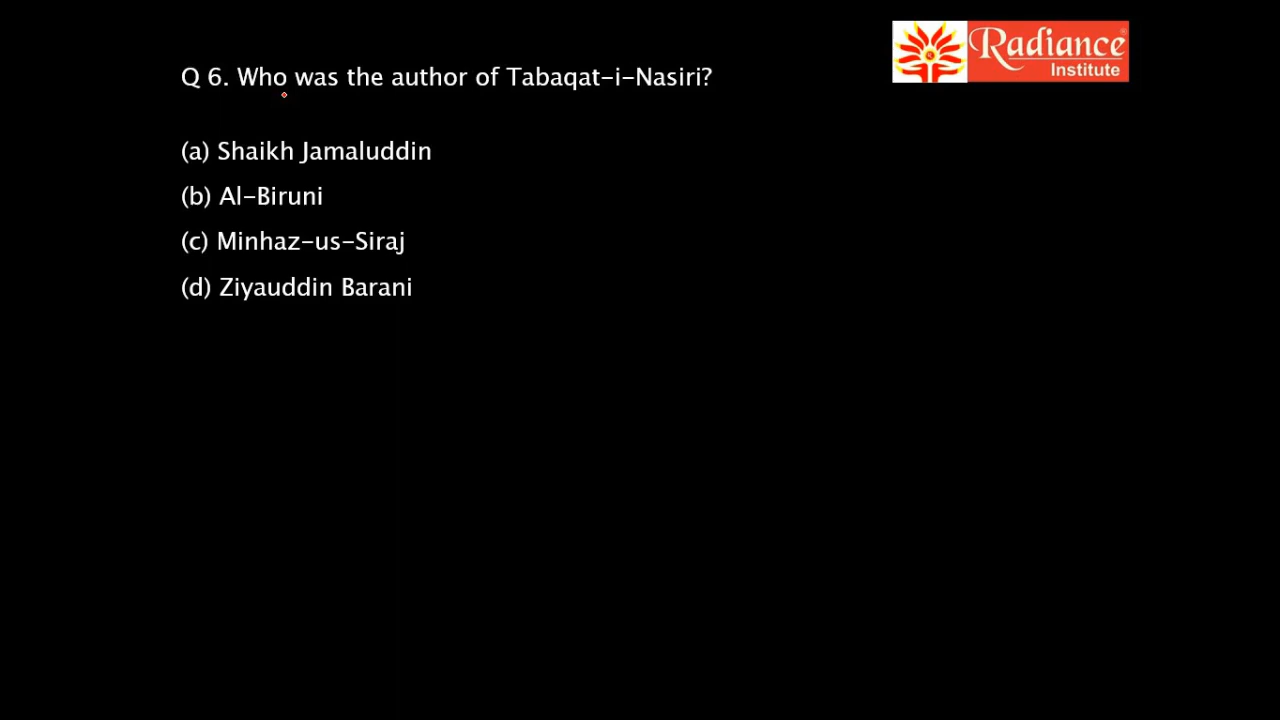 Radiance
Institute
Q 6. Who was the author of Tabaqat-i-Nasiri?
(a) Shaikh Jamaluddin
(b) Al-Biruni
(c) Minhaz-us-Siraj
(d) Ziyauddin Barani